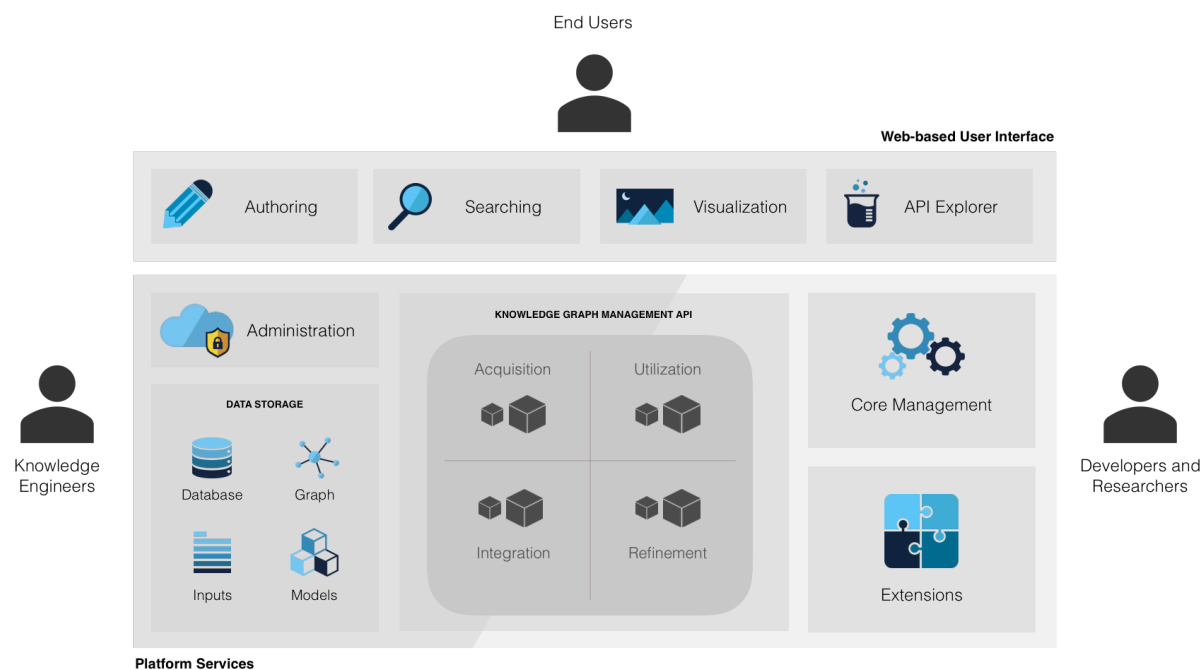 End Users
Web-based User Interface
Authoring
Searching
Visualization
API Explorer
Administration
KNOWLEDGE GRAPH MANAGEMENT API
Acquisition
Utilization
Integration
Refinement
DATA STORAGE
Database
Graph
Inputs
Models
Core Management
Extensions
Knowledge
Engineers
Developers and
Researchers
Platform Services